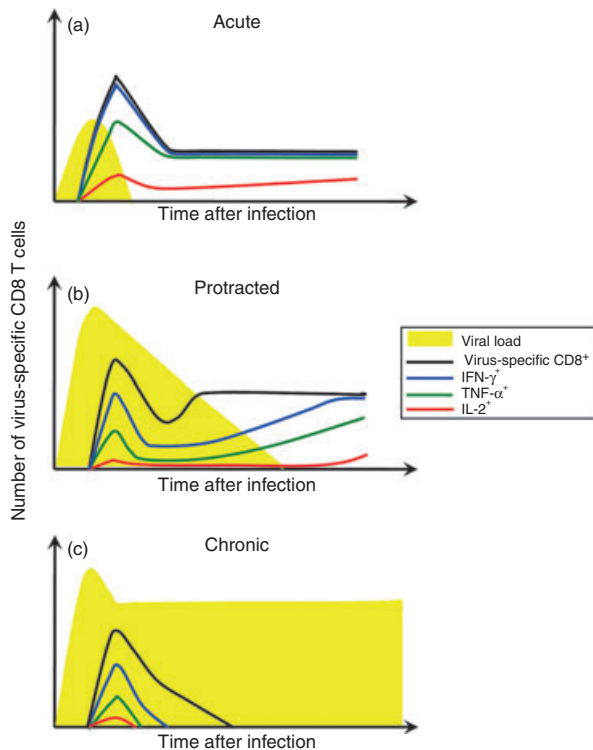 (a)
Acute
Time after infection
Number of virus-specific CD8 T cells
(b)
Protracted
Time after infection
Viral load
Virus-specific CD8⁺
IFN-γ⁺
TNF-α⁺
IL-2⁺
(c)
Chronic
Time after infection